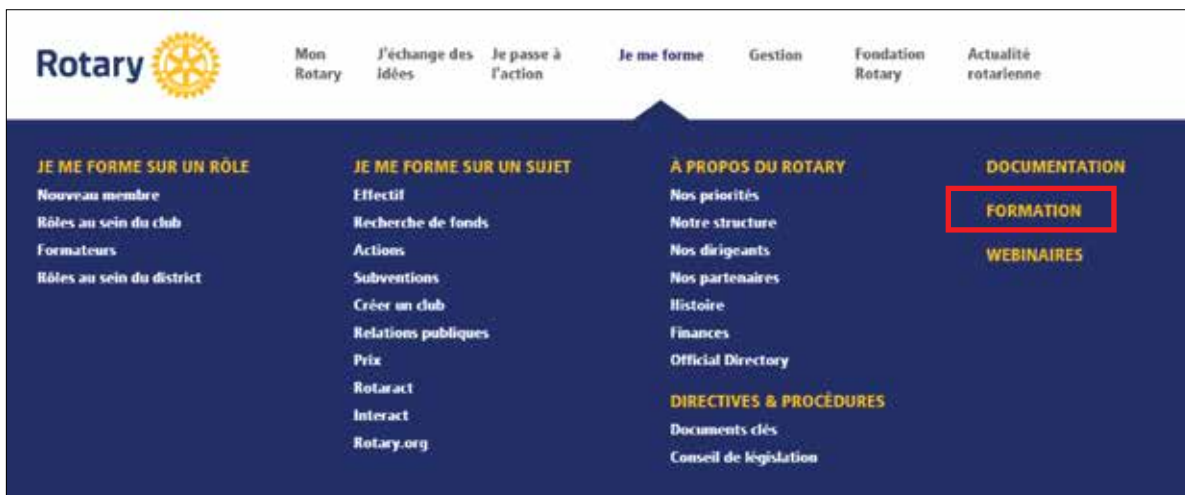 Rotary
Mon
Rotary
J'échange des
idées
Je passe à
l'action
Je me forme
Gestion
Fondation
Rotary
Actualité
rotarienne
JE ME FORME SUR UN RÔLE
Nouveau membre
Rôles au sein du club
Formateurs
Rôles au sein du district
JE ME FORME SUR UN SUJET
Effectif
Recherche de fonds
Actions
Subventions
Créer un club
Relations publiques
Prix
Rotaract
Interact
Rotary.org
À PROPOS DU ROTARY
Nos priorités
Notre structure
Nos dirigeants
Nos partenaires
Histoire
Finances
Official Directory
DIRECTIVES & PROCÉDURES
Documents clés
Conseil de législation
DOCUMENTATION
FORMATION
WEBINAIRES